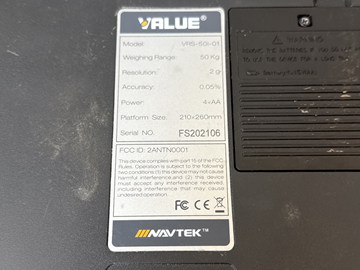 VALUE®
Model: VMS-50i-01
Weighing Range: 50 Kg
Resolution: 2 g
Accuracy: 0.05%
Power: 4×AA
Platform Size: 210×260mm
Serial NO. FS202106
FCC ID: 2ANTN0001
This device complies with part 15 of the FCC
Rules. Operation is subject to the following
two conditions: (1) this device may not cause
harmful interference,and (2) this device
must accept any interference received,
including interference that may cause
undesired operation.
FC CE
NAVTEK™